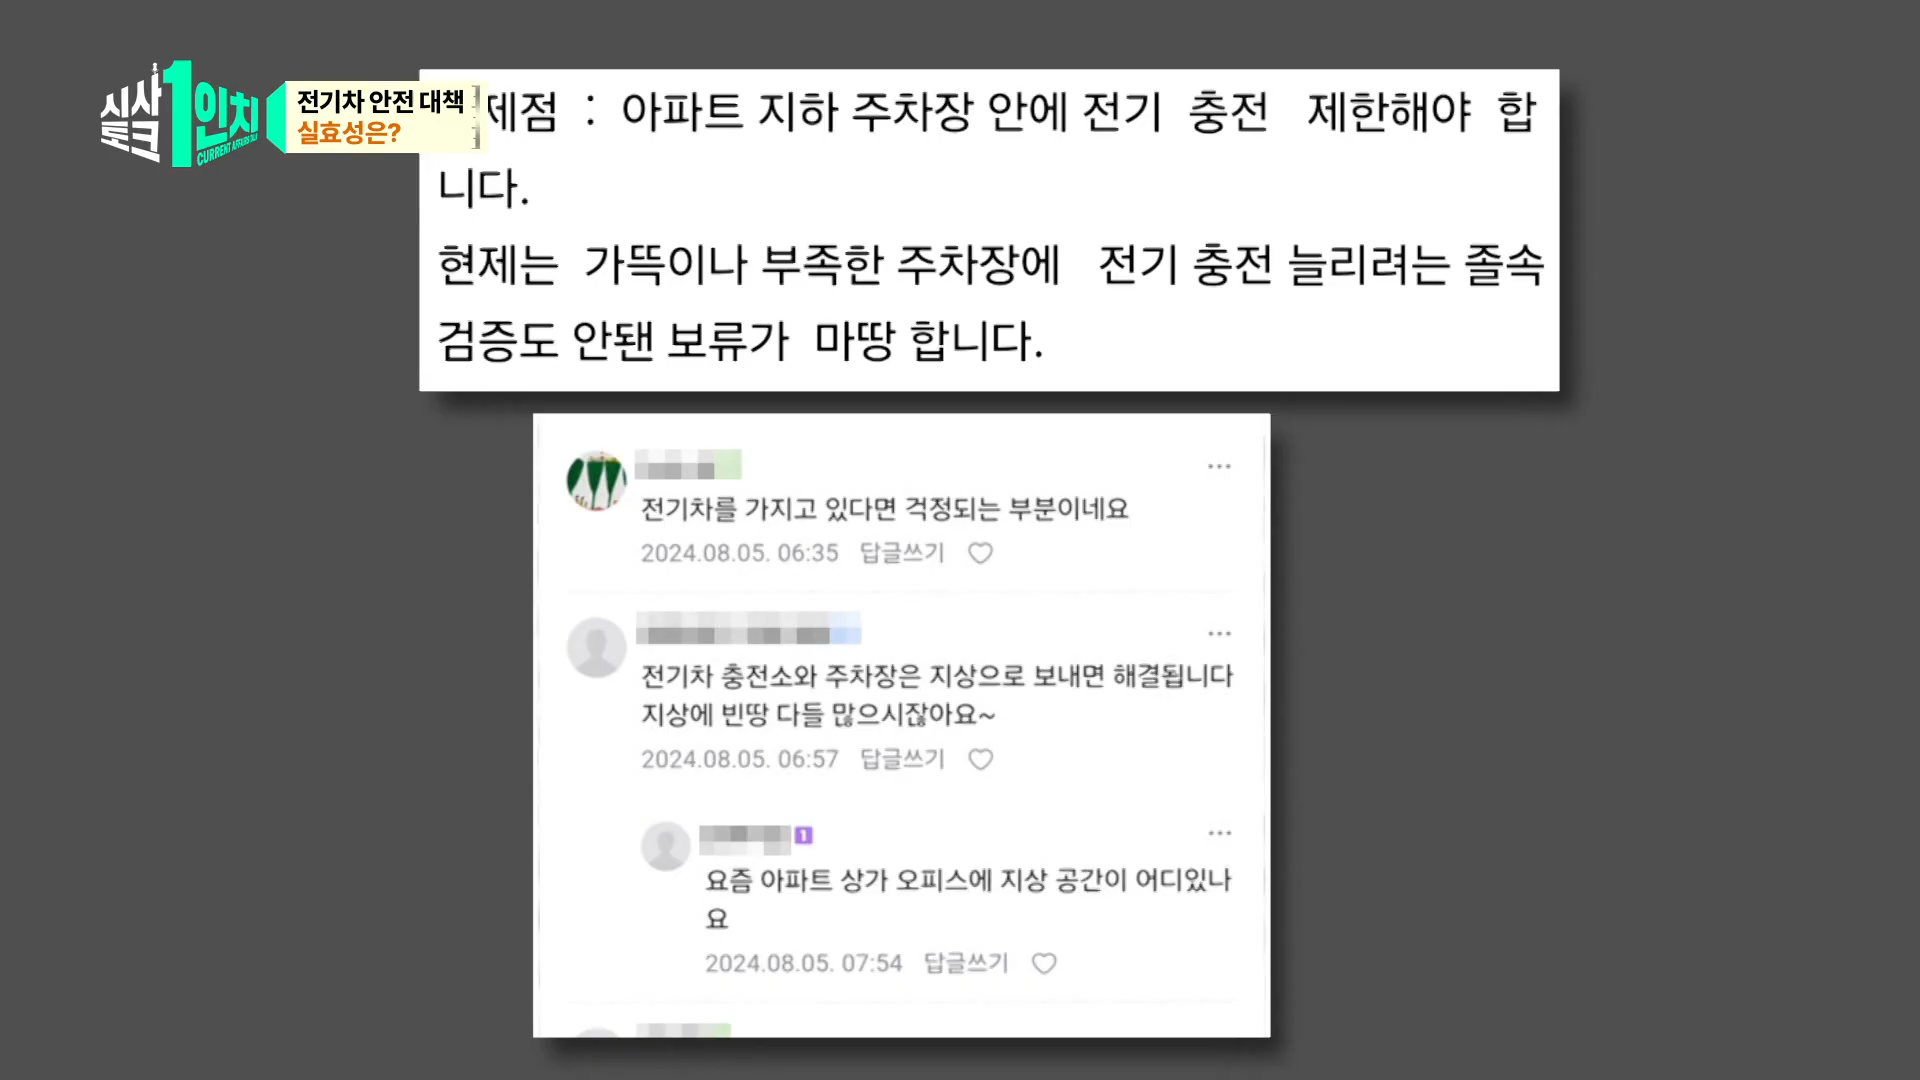 시사
토크
1인치
CURRENT AFFAIRS TALK
전기차 안전 대책
실효성은?
제점 : 아파트 지하 주차장 안에 전기 충전 제한해야 합
니다.
현제는 가뜩이나 부족한 주차장에 전기 충전 늘리려는 졸속
검증도 안됀 보류가 마땅 합니다.
전기차를 가지고 있다면 걱정되는 부분이네요
2024.08.05. 06:35 답글쓰기
전기차 충전소와 주차장은 지상으로 보내면 해결됩니다
지상에 빈땅 다들 많으시잖아요~
2024.08.05. 06:57 답글쓰기
1
요즘 아파트 상가 오피스에 지상 공간이 어디있나
요
2024.08.05. 07:54 답글쓰기